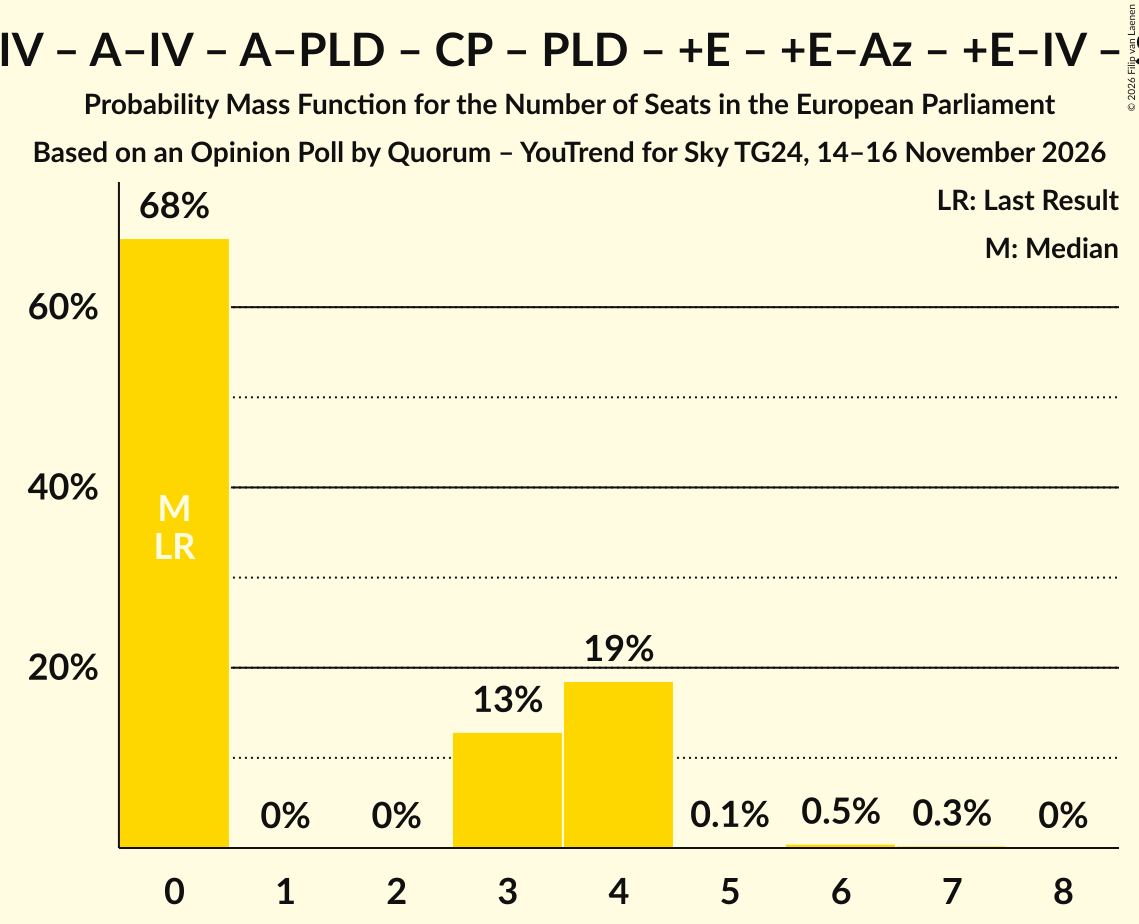 IV – A–IV – A–PLD – CP – PLD – +E – +E–Az – +E–IV –
© 2026 Filip van Laenen
Probability Mass Function for the Number of Seats in the European Parliament
Based on an Opinion Poll by Quorum – YouTrend for Sky TG24, 14–16 November 2026
LR: Last Result
M: Median
68%
60%
40%
M
LR
20%
19%
13%
0%
0%
0.1%
0.5%
0.3%
0%
0
1
2
3
4
5
6
7
8